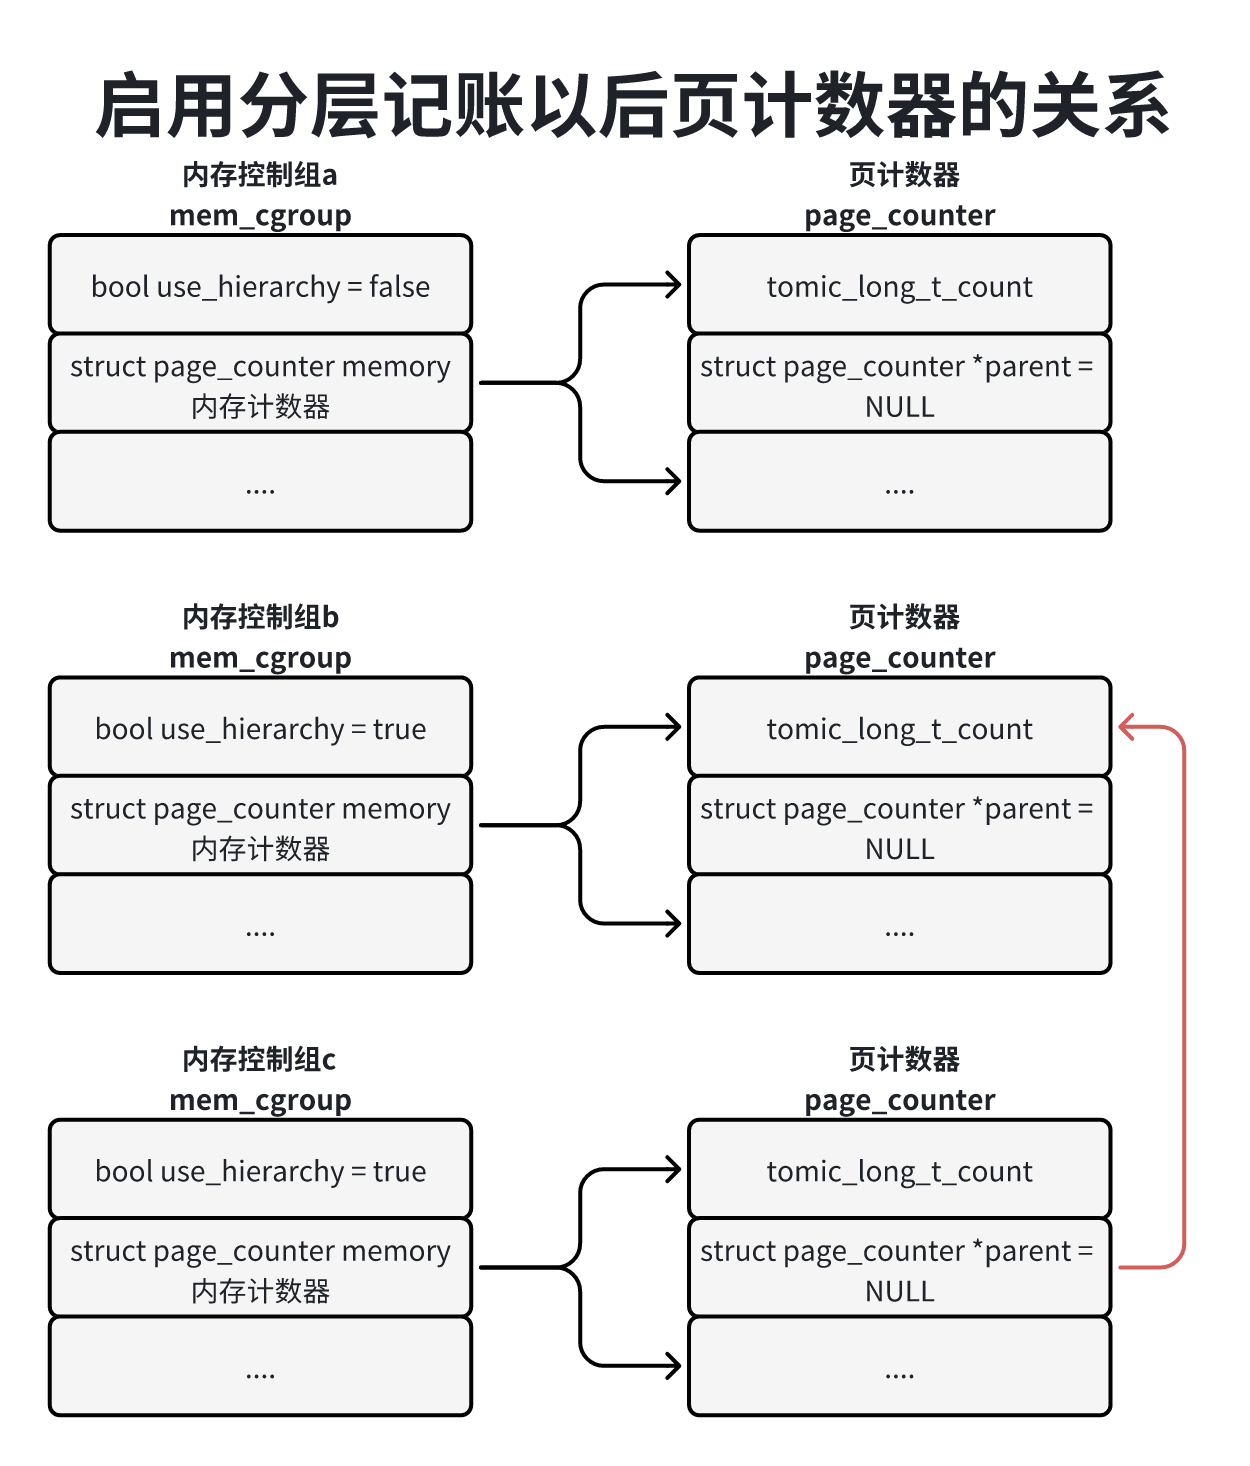 启用分层记账以后页计数器的关系
内存控制组a
mem_cgroup
bool use_hierarchy = false
struct page_counter memory
内存计数器
....
页计数器
page_counter
tomic_long_t_count
struct page_counter *parent =
NULL
....
内存控制组b
mem_cgroup
bool use_hierarchy = true
struct page_counter memory
内存计数器
....
页计数器
page_counter
tomic_long_t_count
struct page_counter *parent =
NULL
....
内存控制组c
mem_cgroup
bool use_hierarchy = true
struct page_counter memory
内存计数器
....
页计数器
page_counter
tomic_long_t_count
struct page_counter *parent =
NULL
....